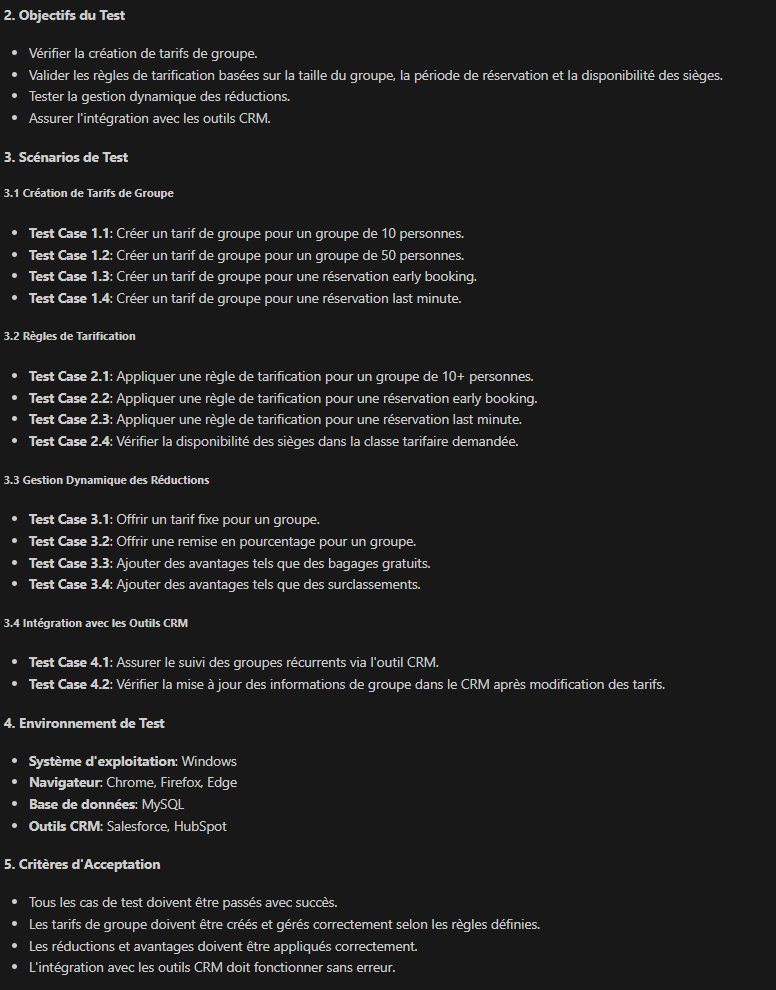 2. Objectifs du Test
• Vérifier la création de tarifs de groupe.
• Valider les règles de tarification basées sur la taille du groupe, la période de réservation et la disponibilité des sièges.
• Tester la gestion dynamique des réductions.
• Assurer l'intégration avec les outils CRM.
3. Scénarios de Test
3.1 Création de Tarifs de Groupe
• Test Case 1.1: Créer un tarif de groupe pour un groupe de 10 personnes.
• Test Case 1.2: Créer un tarif de groupe pour un groupe de 50 personnes.
• Test Case 1.3: Créer un tarif de groupe pour une réservation early booking.
• Test Case 1.4: Créer un tarif de groupe pour une réservation last minute.
3.2 Règles de Tarification
• Test Case 2.1: Appliquer une règle de tarification pour un groupe de 10+ personnes.
• Test Case 2.2: Appliquer une règle de tarification pour une réservation early booking.
• Test Case 2.3: Appliquer une règle de tarification pour une réservation last minute.
• Test Case 2.4: Vérifier la disponibilité des sièges dans la classe tarifaire demandée.
3.3 Gestion Dynamique des Réductions
• Test Case 3.1: Offrir un tarif fixe pour un groupe.
• Test Case 3.2: Offrir une remise en pourcentage pour un groupe.
• Test Case 3.3: Ajouter des avantages tels que des bagages gratuits.
• Test Case 3.4: Ajouter des avantages tels que des surclassements.
3.4 Intégration avec les Outils CRM
• Test Case 4.1: Assurer le suivi des groupes récurrents via l'outil CRM.
• Test Case 4.2: Vérifier la mise à jour des informations de groupe dans le CRM après modification des tarifs.
4. Environnement de Test
• Système d'exploitation: Windows
• Navigateur: Chrome, Firefox, Edge
• Base de données: MySQL
• Outils CRM: Salesforce, HubSpot
5. Critères d'Acceptation
• Tous les cas de test doivent être passés avec succès.
• Les tarifs de groupe doivent être créés et gérés correctement selon les règles définies.
• Les réductions et avantages doivent être appliqués correctement.
• L'intégration avec les outils CRM doit fonctionner sans erreur.